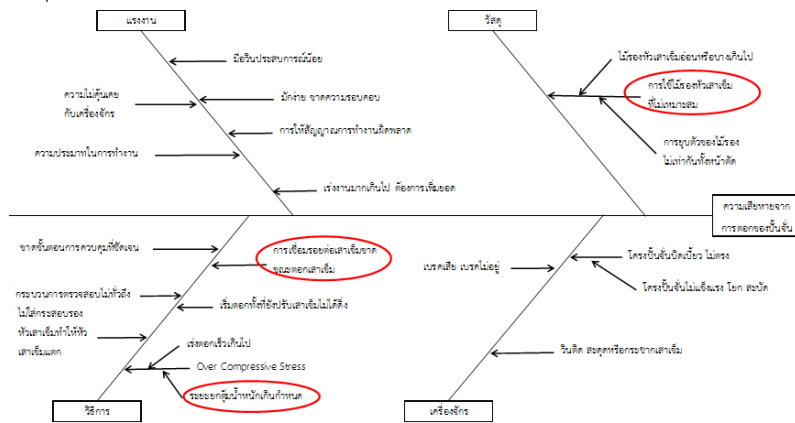 แรงงาน
วัสดุ
มือวินประสบการณ์น้อย
ความไม่คุ้นเคย
กับเครื่องจักร
มักง่าย ขาดความรอบคอบ
การให้สัญญาณการทำงานผิดพลาด
ความประมาทในการทำงาน
เร่งงานมากเกินไป ต้องการเพิ่มยอด
ไม้รองหัวเสาเข็มอ่อนหรือบางเกินไป
การใช้ไม้รองหัวเสาเข็ม
ที่ไม่เหมาะสม
การยุบตัวของไม้รอง
ไม่เท่ากันทั้งหน้าตัด
ความเสียหายจาก
การตอกของปั้นจั่น
ขาดขั้นตอนการควบคุมที่ชัดเจน
การเชื่อมรอยต่อเสาเข็มขาด
ขณะตอกเสาเข็ม
กระบวนการตรวจสอบไม่ทั่วถึง
ไม่ใส่กระสอบรอง
หัวเสาเข็มทำให้หัว
เสาเข็มแตก
เริ่มตอกทั้งที่ยังปรับเสาเข็มไม่ได้ดิ่ง
เร่งตอกเร็วเกินไป
Over Compressive Stress
ระยะยกตุ้มน้ำหนักเกินกำหนด
วิธีการ
เบรคเสีย เบรคไม่อยู่
โครงปั้นจั่นบิดเบี้ยว ไม่ตรง
โครงปั้นจั่นไม่แข็งแรง โยก สะบัด
วินติด สะดุดหรือกระชากเสาเข็ม
เครื่องจักร